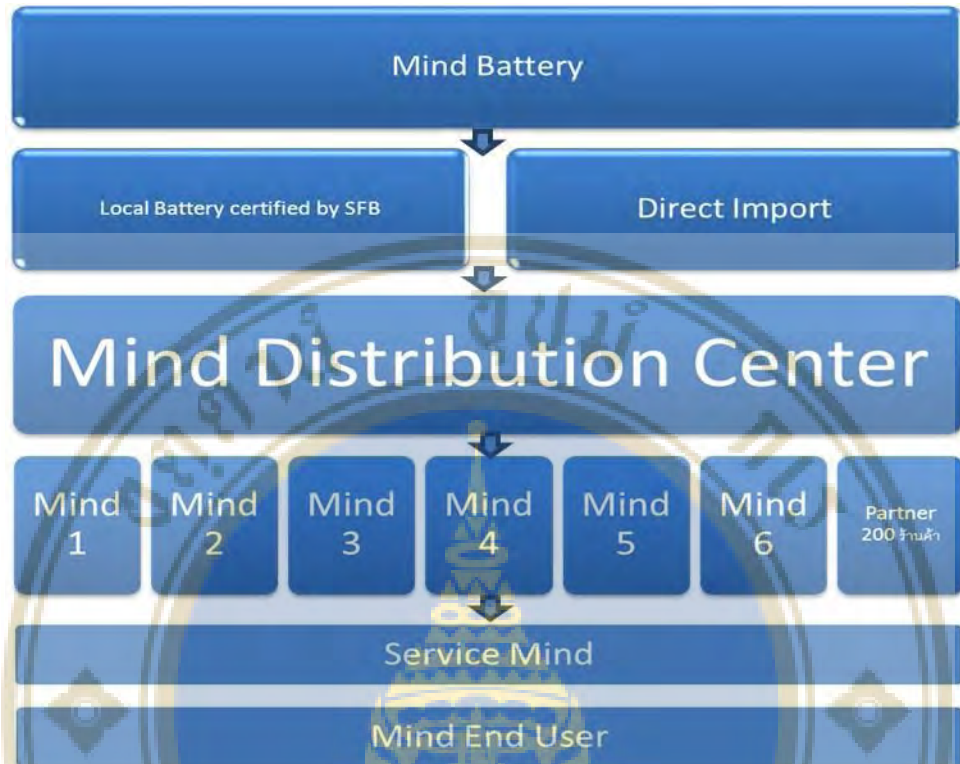 Mind Battery
Local Battery certified by SFB
Direct Import
Mind Distribution Center
Mind
1
Mind
2
Mind
3
Mind
4
Mind
5
Mind
6
Partner
200 ร้านค้า
Service Mind
Mind End User